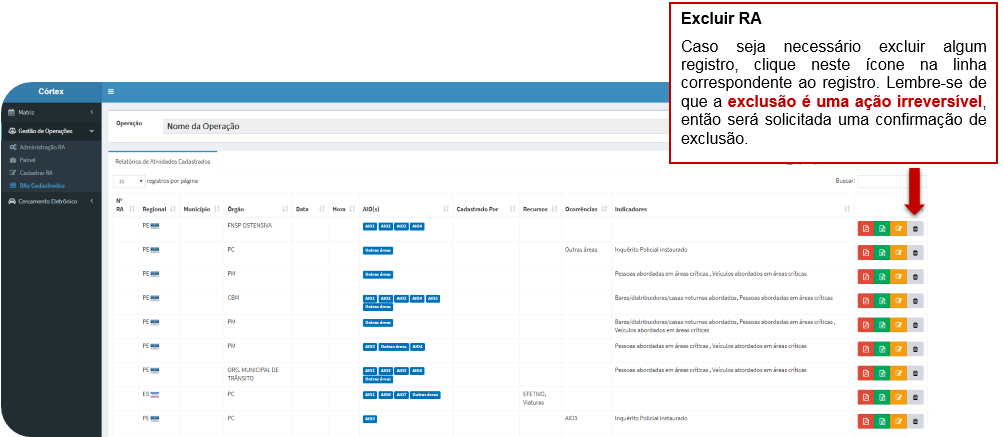 Excluir RA
Caso seja necessário excluir algum
registro, clique neste ícone na linha
correspondente ao registro. Lembre-se de
que a exclusão é uma ação irreversível,
então será solicitada uma confirmação de
exclusão.
Córtex
Matriz
Gestão de Operações
Administração RA
Painel
Cadastrar RA
RAs Cadastrados
Cercamento Eletrônico
Operação
Nome da Operação
Relatórios de Atividades Cadastrados
10 registros por página
Buscar:
Nº RA Regional Município Órgão Data Hora AIO(s) Cadastrado Por Recursos Ocorrências Indicadores
PE FNSP OSTENSIVA AIO1 AIO2 AIO3 AIO4
PE PC Outras áreas Outras áreas Inquérito Policial instaurado
PE PM Outras áreas Pessoas abordadas em áreas críticas , Veículos abordados em áreas críticas
PE CBM AIO1 AIO2 AIO3 AIO4 AIO5 Bares/distribuidoras/casas noturnas abordados, Pessoas abordadas em áreas críticas
Outras áreas
PE PM Outras áreas Bares/distribuidoras/casas noturnas abordados, Pessoas abordadas em áreas críticas ,
Veículos abordados em áreas críticas
PE PM AIO3 Outras áreas AIO4 Pessoas abordadas em áreas críticas , Veículos abordados em áreas críticas
PE ORG. MUNICIPAL DE AIO1 AIO2 AIO3 AIO4 Pessoas abordadas em áreas críticas , Veículos abordados em áreas críticas
TRÂNSITO Outras áreas
ES PC AIO1 AIO6 AIO7 Outras áreas EFETIVO,
Viaturas
PE PC AIO3 AIO3 Inquérito Policial instaurado